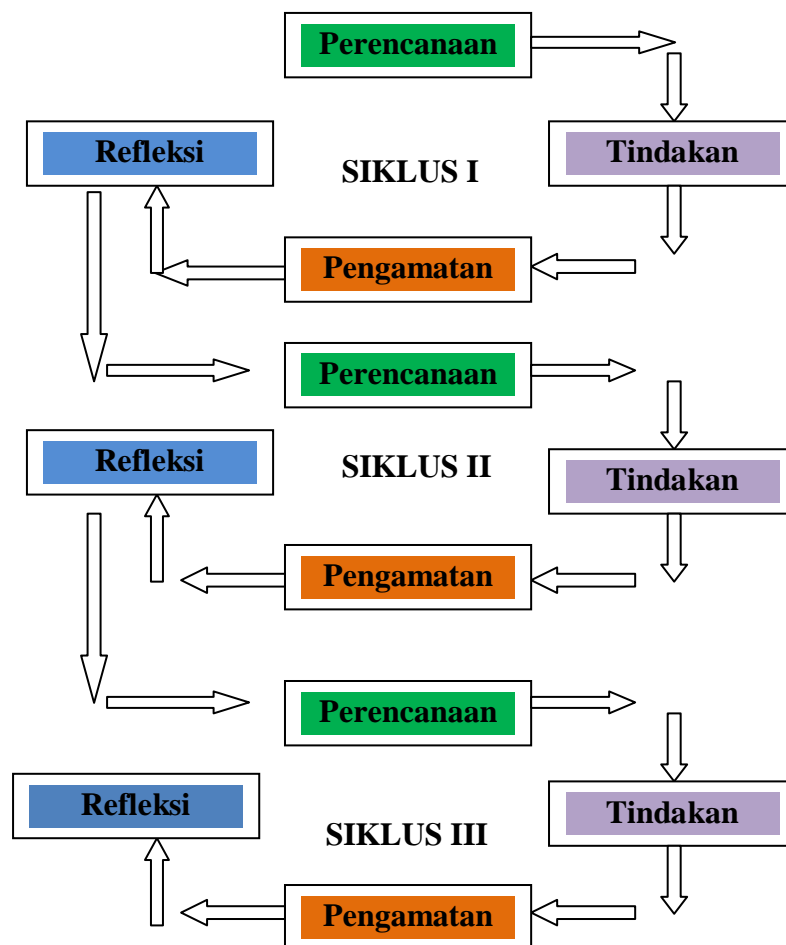 Perencanaan
Refleksi
SIKLUS I
Tindakan
Pengamatan
Perencanaan
Refleksi
SIKLUS II
Tindakan
Pengamatan
Perencanaan
Refleksi
SIKLUS III
Tindakan
Pengamatan